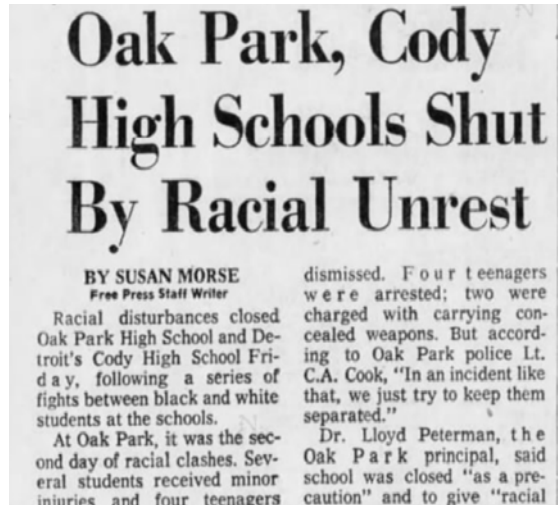 Oak Park, Cody
High Schools Shut
By Racial Unrest
BY SUSAN MORSE
Free Press Staff Writer
Racial disturbances closed
Oak Park High School and De-
troit's Cody High School Fri-
day, following a series of
fights between black and white
students at the schools.
At Oak Park, it was the sec-
ond day of racial clashes. Sev-
eral students received minor
injuries and four teenagers
dismissed. Four teenagers
were arrested; two were
charged with carrying con-
cealed weapons. But accord-
ing to Oak Park police Lt.
C.A. Cook, "In an incident like
that, we just try to keep them
separated."
Dr. Lloyd Peterman, the
Oak Park principal, said
school was closed "as a pre-
caution" and to give "racial